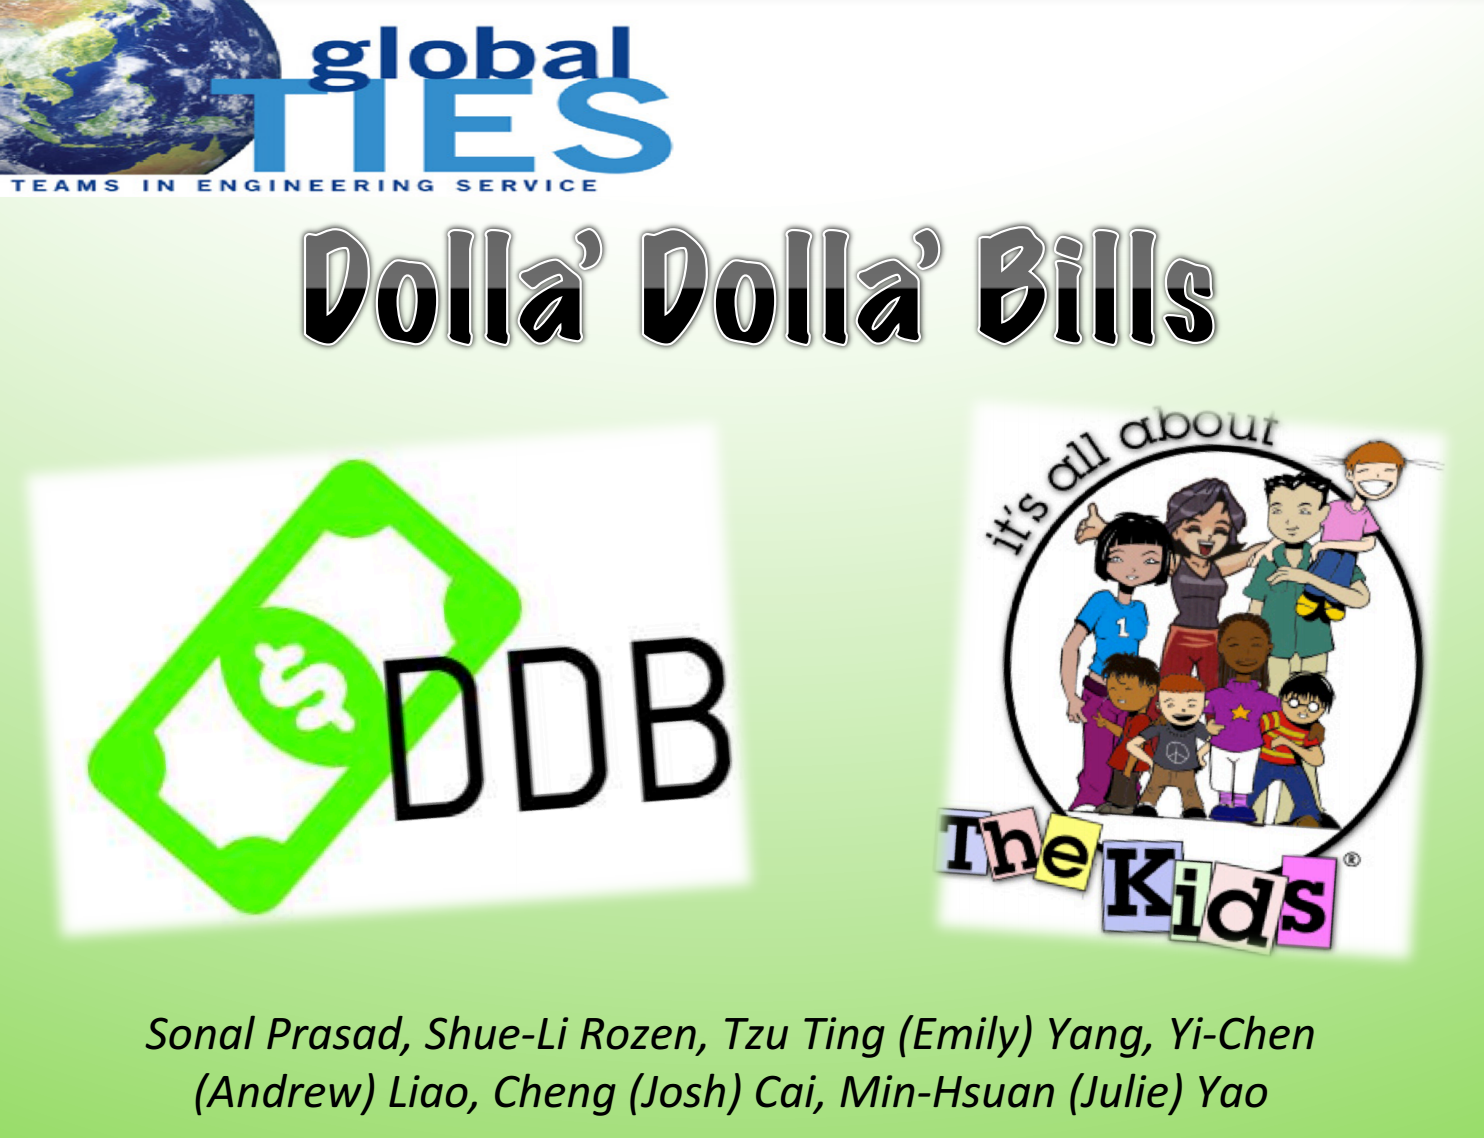 global
TIES
TEAMS IN ENGINEERING SERVICE
Dolla' Dolla' Bills
$
DDB
it's all about
1
The
Kids
®
Sonal Prasad, Shue-Li Rozen, Tzu Ting (Emily) Yang, Yi-Chen
(Andrew) Liao, Cheng (Josh) Cai, Min-Hsuan (Julie) Yao